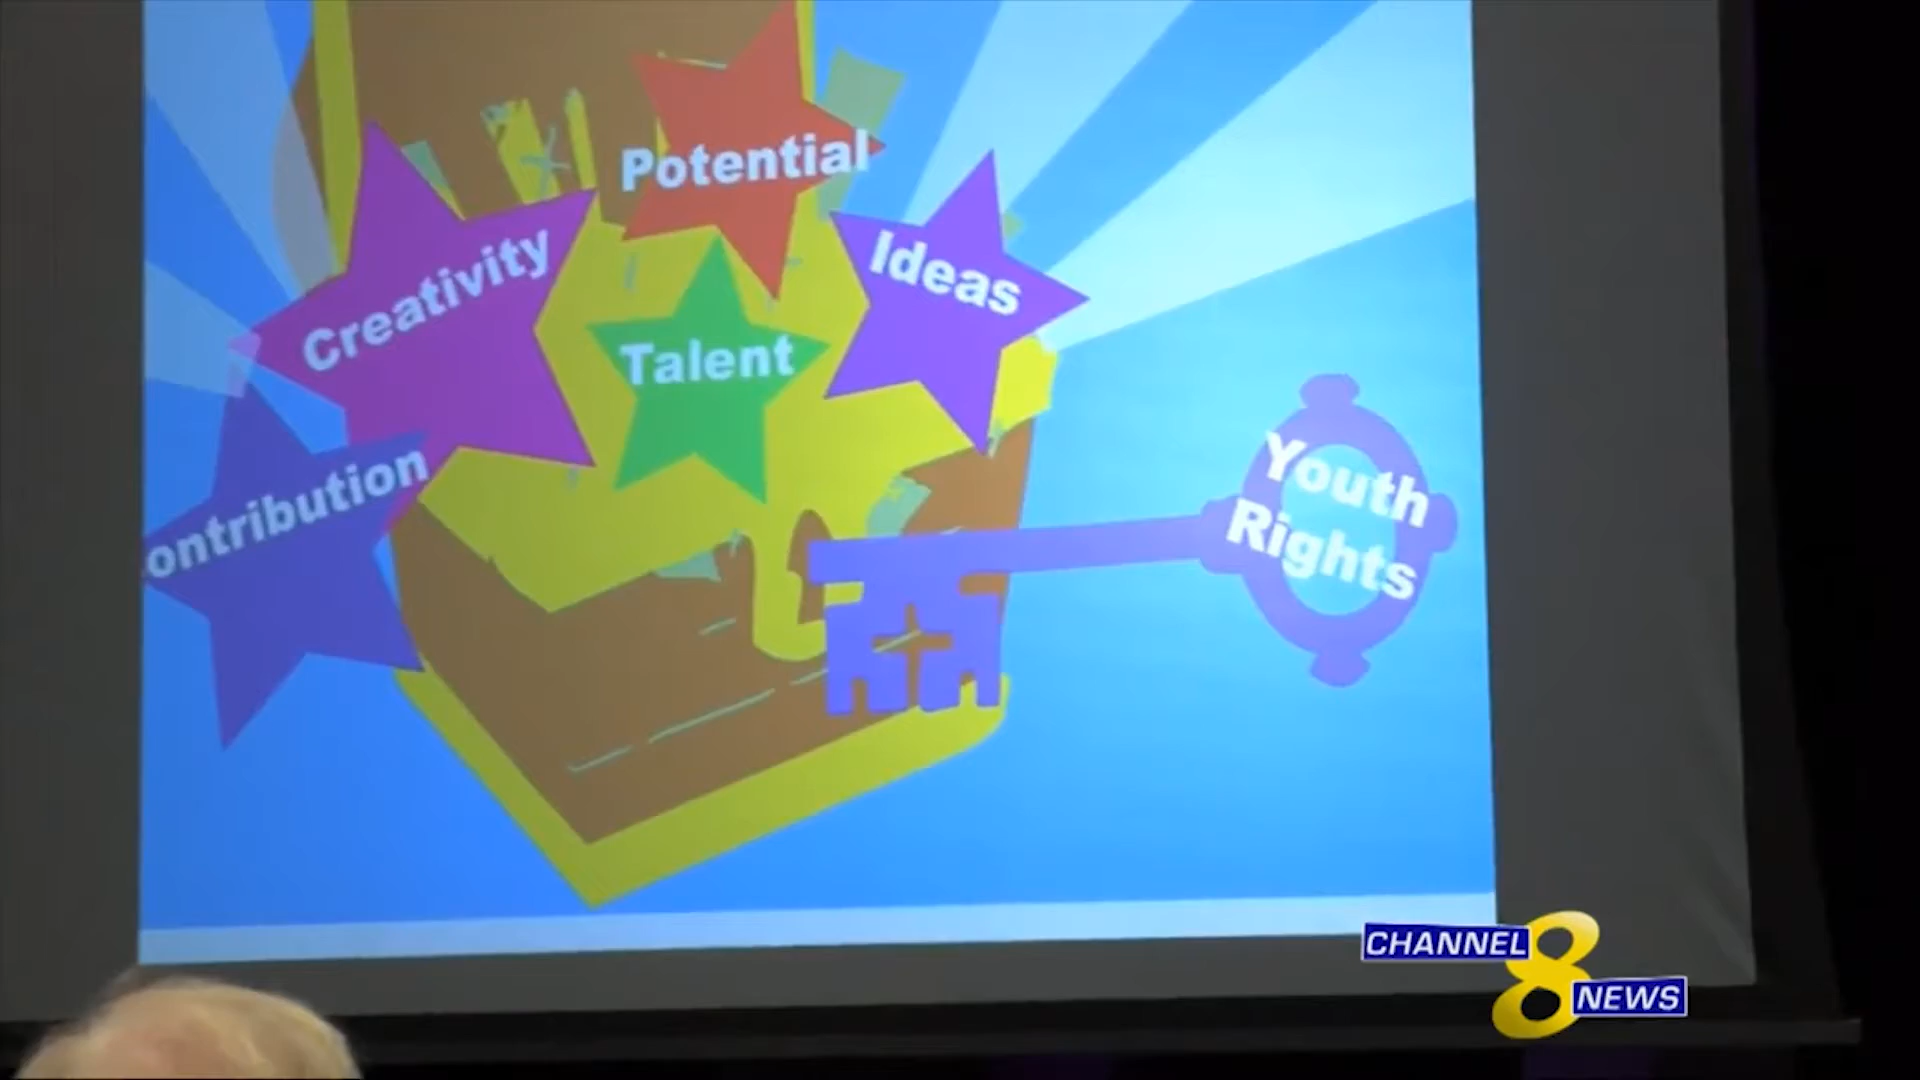 Potential
Creativity
Ideas
Talent
ontribution
Youth
Rights
CHANNEL
8
NEWS